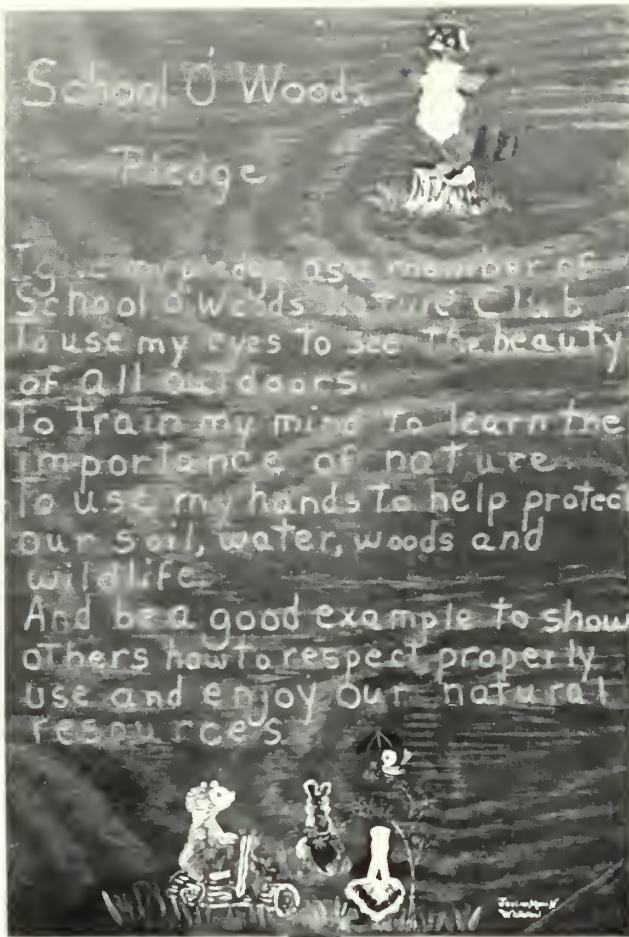 School O' Woods
Pledge
my pledge as a member of
School O' Woods Nature Club
To use my eyes to see the beauty
of all outdoors.
To train my mind to learn the
importance of nature
To use my hands to help protect
our soil, water, woods and
wildlife.
And be a good example to show
others how to respect properly
use and enjoy our natural
resources